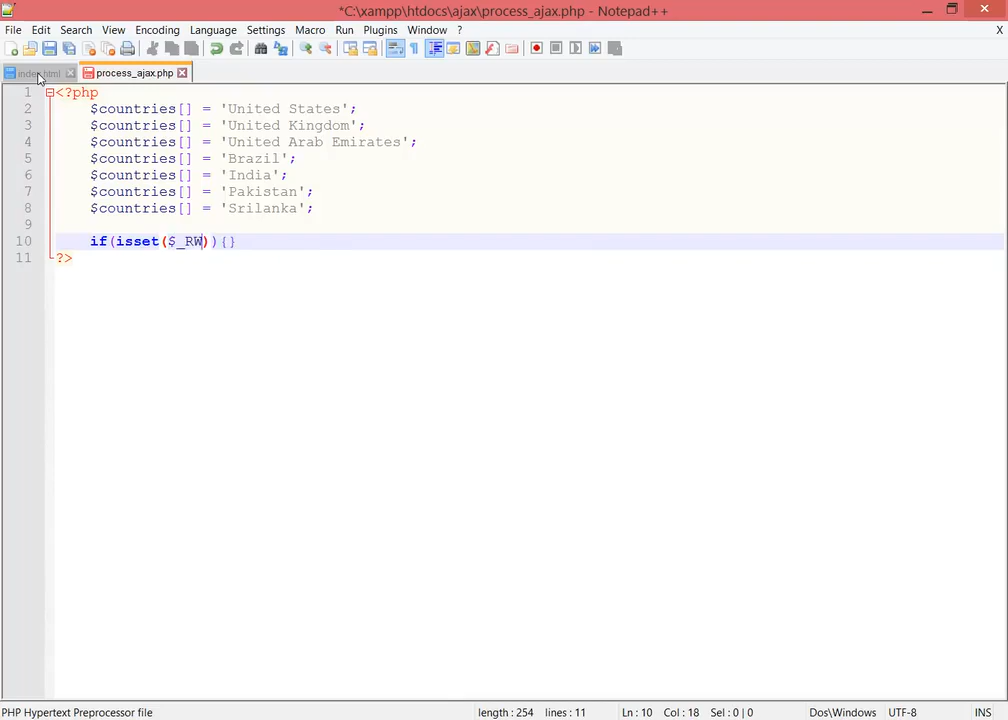 *C:\xampp\htdocs\ajax\process_ajax.php - Notepad++
File Edit Search View Encoding Language Settings Macro Run Plugins Window ? X
index.html process_ajax.php
1 <?php
2 $countries[] = 'United States';
3 $countries[] = 'United Kingdom';
4 $countries[] = 'United Arab Emirates';
5 $countries[] = 'Brazil';
6 $countries[] = 'India';
7 $countries[] = 'Pakistan';
8 $countries[] = 'Srilanka';
9
10 if(isset($_RW)){}
11 ?>
PHP Hypertext Preprocessor file length : 254 lines : 11 Ln : 10 Col : 18 Sel : 0 | 0 Dos\Windows UTF-8 INS